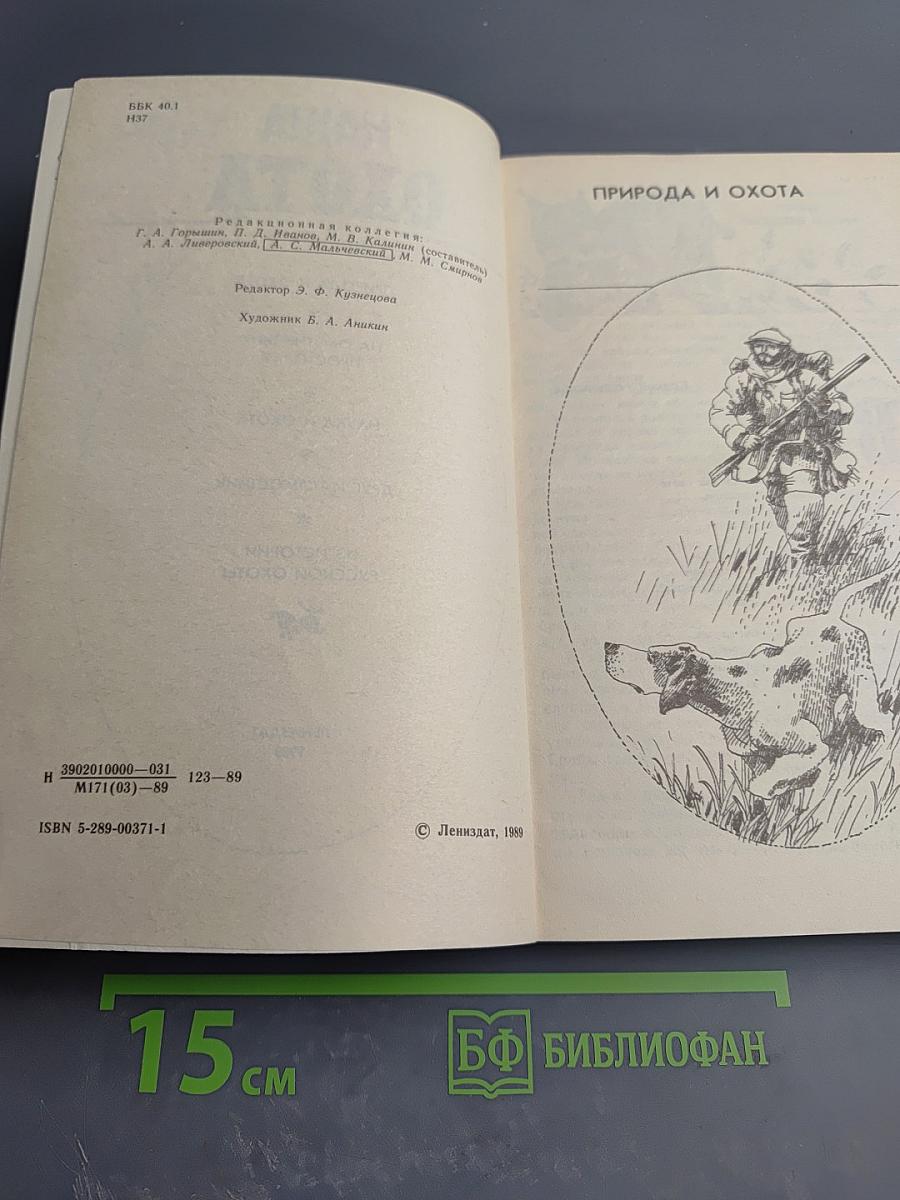 ББК 40.1
Н37
Редакционная коллегия:
Г. А. Горышин, П. Д. Иванов, М. В. Калинин (составитель)
А. А. Ливеровский, А. С. Мальчевский, М. М. Смирнов
Редактор Э. Ф. Кузнецова
Художник Б. А. Аникин
Н 3902010000—031 123—89
М171(03)—89
ISBN 5-289-00371-1
© Лениздат, 1989
ПРИРОДА И ОХОТА
15 см
БФ БИБЛИОФАН